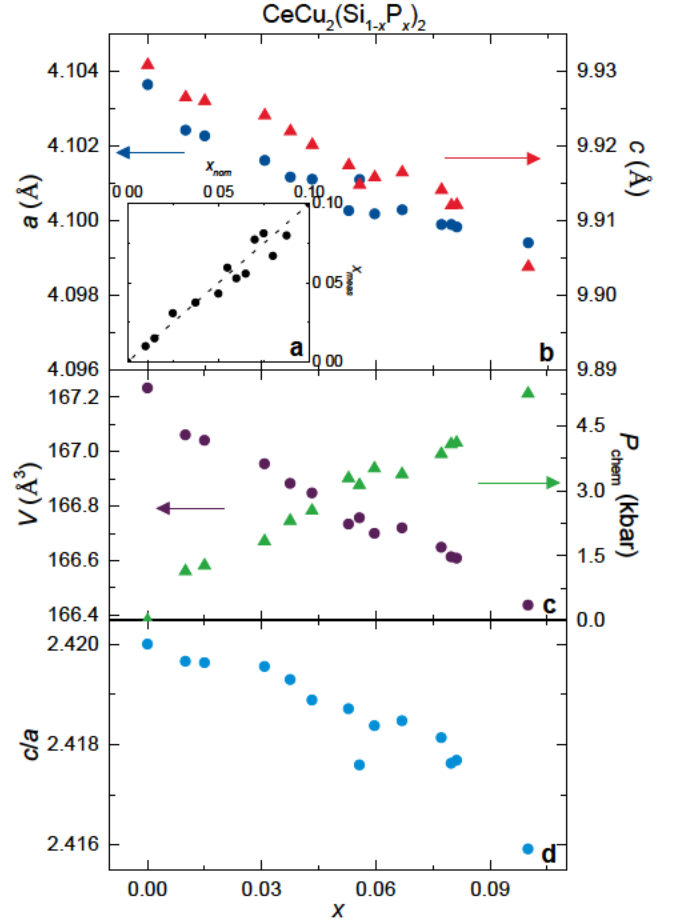 CeCu₂(Si₁₋ₓPₓ)₂
4.104
4.102
4.100
4.098
4.096
a (Å)
9.93
9.92
9.91
9.90
9.89
c (Å)
x_nom
0.00 0.05 0.10
0.10
0.05
0.00
x_meas
a
b
167.2
167.0
166.8
166.6
166.4
V (Å³)
4.5
3.0
1.5
0.0
P_chem (kbar)
c
2.420
2.418
2.416
c/a
d
0.00 0.03 0.06 0.09
x